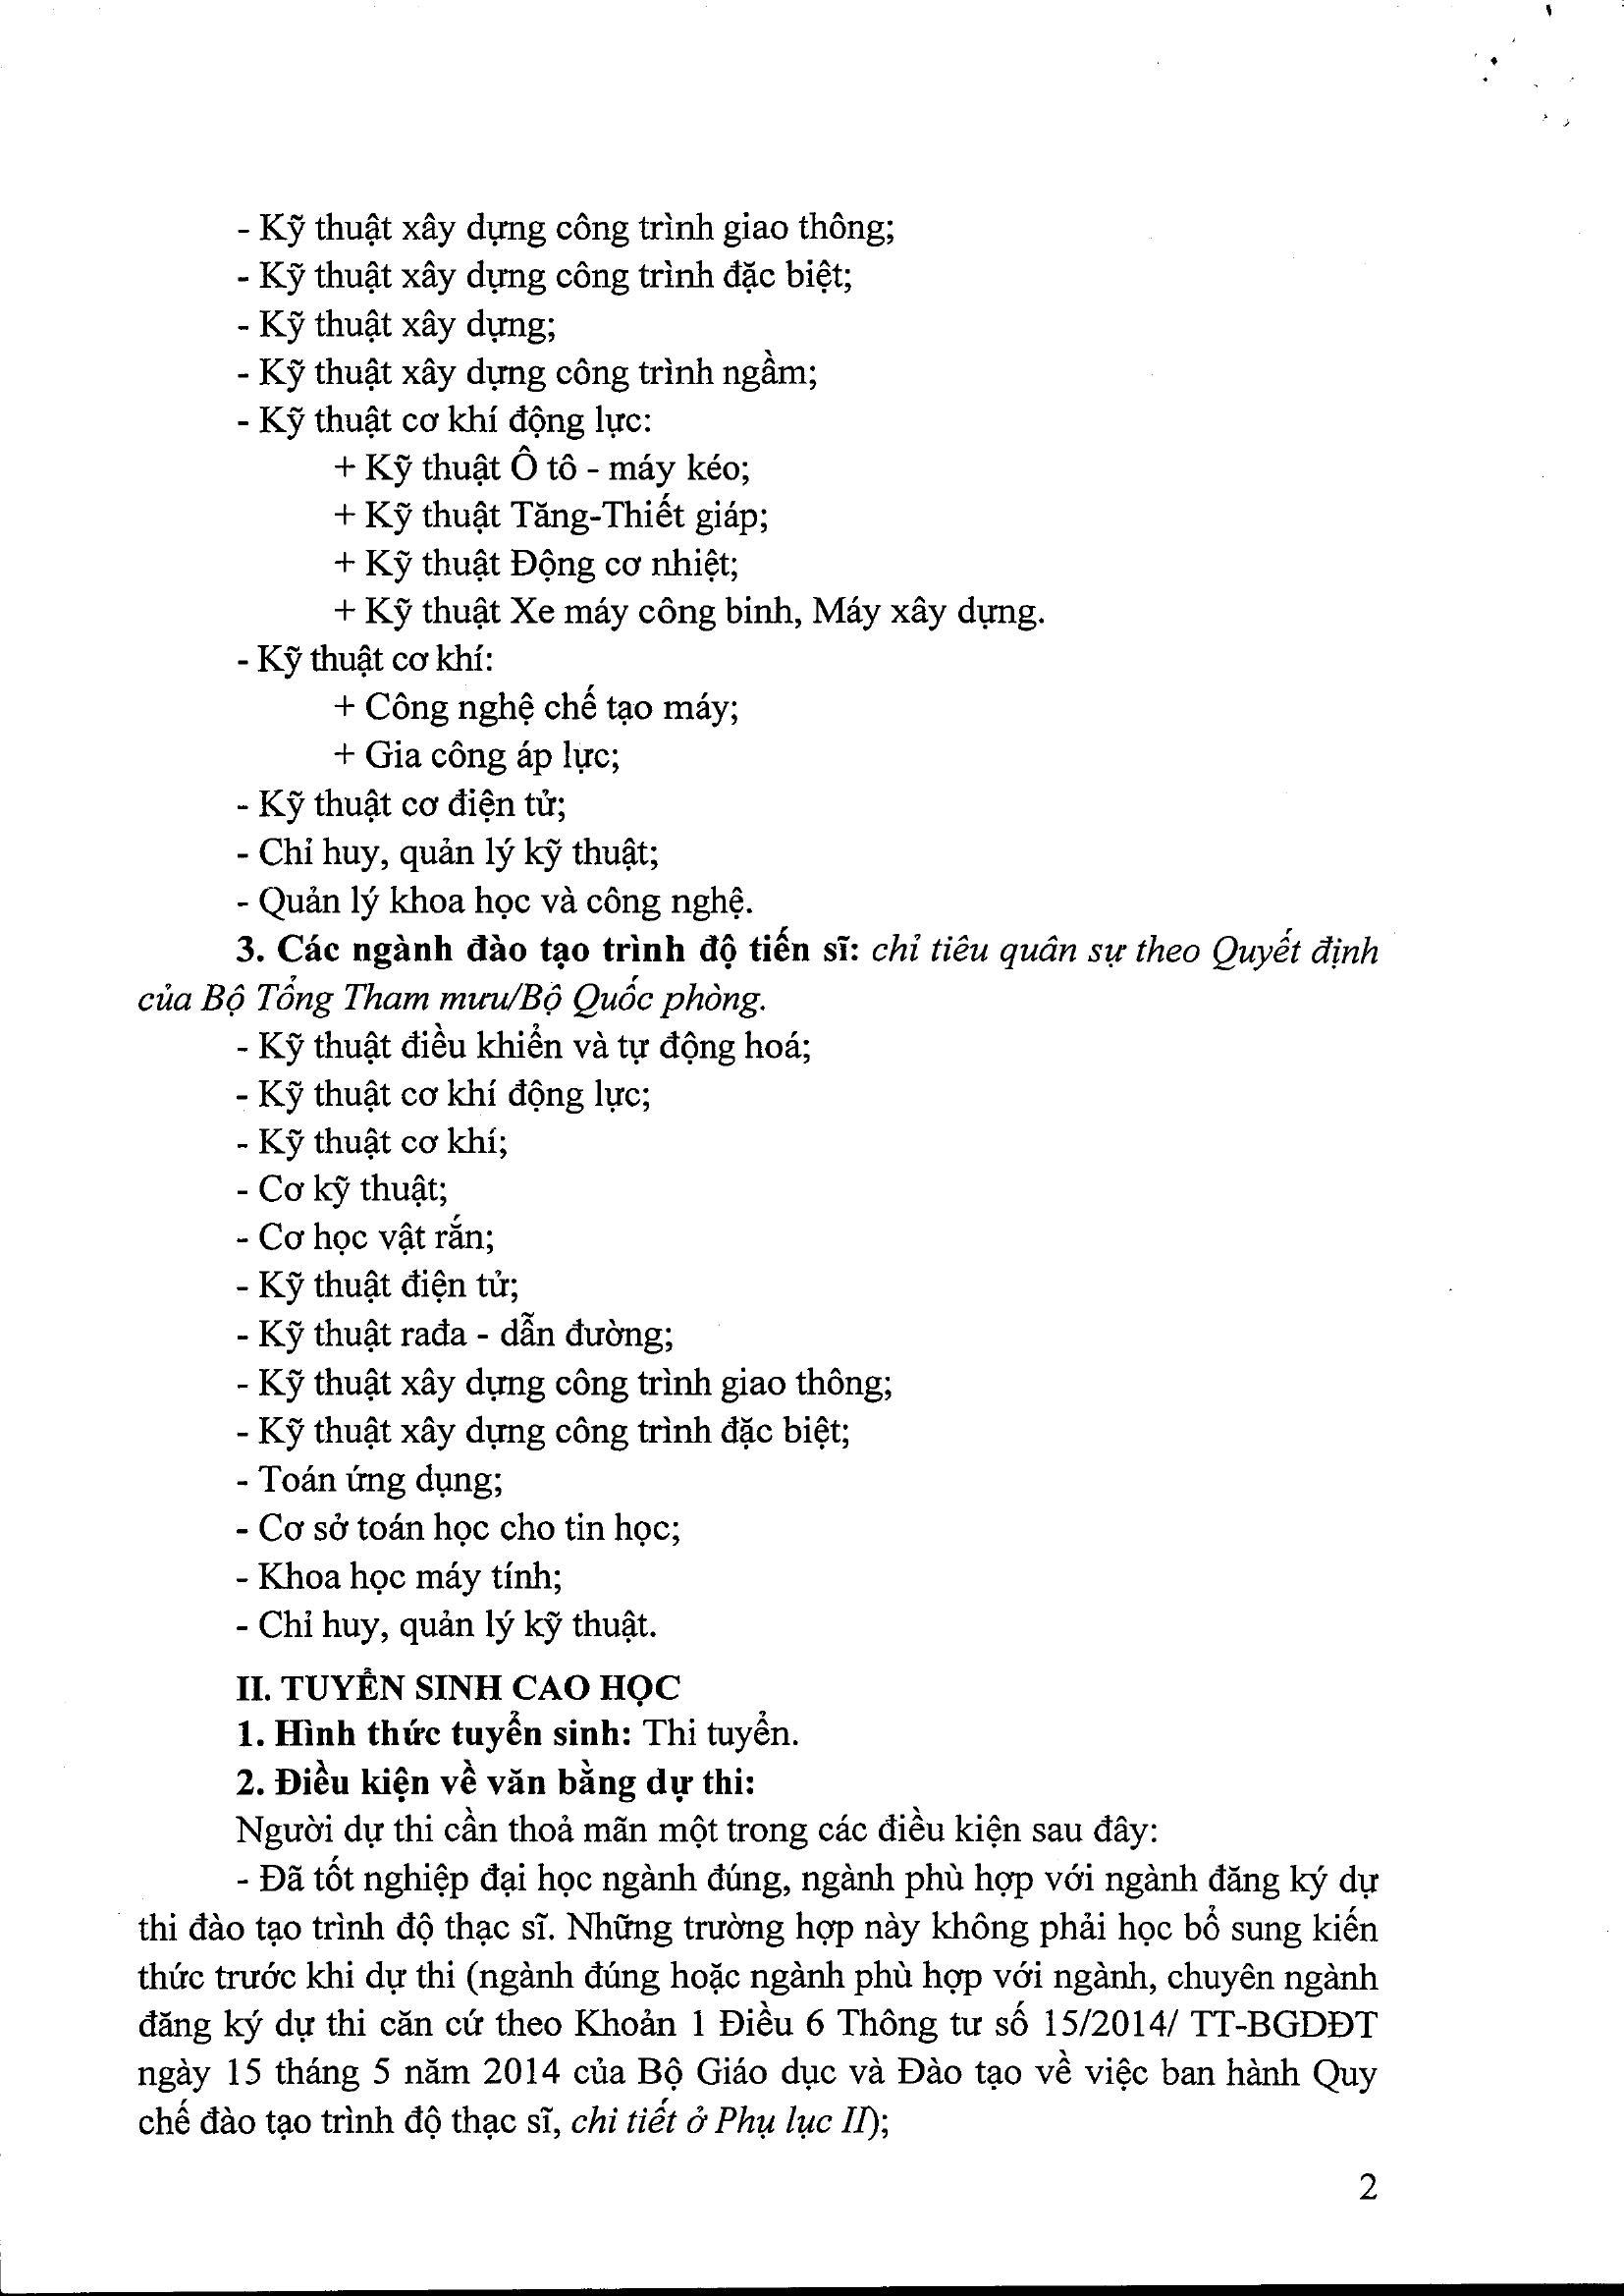 - Kỹ thuật xây dựng công trình giao thông;
- Kỹ thuật xây dựng công trình đặc biệt;
- Kỹ thuật xây dựng;
- Kỹ thuật xây dựng công trình ngầm;
- Kỹ thuật cơ khí động lực:
+ Kỹ thuật Ô tô - máy kéo;
+ Kỹ thuật Tăng-Thiết giáp;
+ Kỹ thuật Động cơ nhiệt;
+ Kỹ thuật Xe máy công binh, Máy xây dựng.
- Kỹ thuật cơ khí:
+ Công nghệ chế tạo máy;
+ Gia công áp lực;
- Kỹ thuật cơ điện tử;
- Chỉ huy, quản lý kỹ thuật;
- Quản lý khoa học và công nghệ.
3. Các ngành đào tạo trình độ tiến sĩ: chỉ tiêu quân sự theo Quyết định
của Bộ Tổng Tham mưu/Bộ Quốc phòng.
- Kỹ thuật điều khiển và tự động hoá;
- Kỹ thuật cơ khí động lực;
- Kỹ thuật cơ khí;
- Cơ kỹ thuật;
- Cơ học vật rắn;
- Kỹ thuật điện tử;
- Kỹ thuật rađa - dẫn đường;
- Kỹ thuật xây dựng công trình giao thông;
- Kỹ thuật xây dựng công trình đặc biệt;
- Toán ứng dụng;
- Cơ sở toán học cho tin học;
- Khoa học máy tính;
- Chỉ huy, quản lý kỹ thuật.
II. TUYỂN SINH CAO HỌC
1. Hình thức tuyển sinh: Thi tuyển.
2. Điều kiện về văn bằng dự thi:
Người dự thi cần thoả mãn một trong các điều kiện sau đây:
- Đã tốt nghiệp đại học ngành đúng, ngành phù hợp với ngành đăng ký dự
thi đào tạo trình độ thạc sĩ. Những trường hợp này không phải học bổ sung kiến
thức trước khi dự thi (ngành đúng hoặc ngành phù hợp với ngành, chuyên ngành
đăng ký dự thi căn cứ theo Khoản 1 Điều 6 Thông tư số 15/2014/ TT-BGDĐT
ngày 15 tháng 5 năm 2014 của Bộ Giáo dục và Đào tạo về việc ban hành Quy
chế đào tạo trình độ thạc sĩ, chi tiết ở Phụ lục II);
2